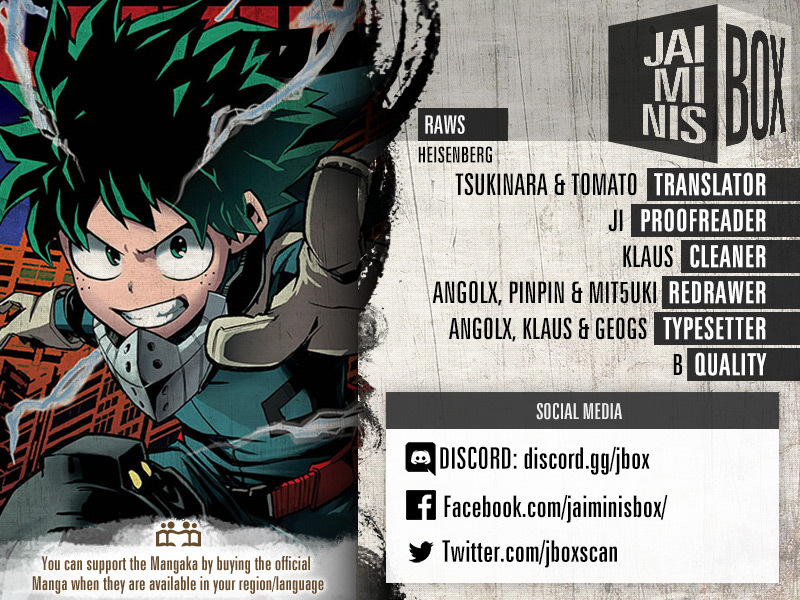 JAI
MI
NIS
BOX
RAWS
HEISENBERG
TSUKINARA & TOMATO TRANSLATOR
JI PROOFREADER
KLAUS CLEANER
ANGOLX, PINPIN & MIT5UKI REDRAWER
ANGOLX, KLAUS & GEOGS TYPESETTER
B QUALITY
SOCIAL MEDIA
DISCORD: discord.gg/jbox
Facebook.com/jaiminisbox/
Twitter.com/jboxscan
You can support the Mangaka by buying the official
Manga when they are available in your region/language